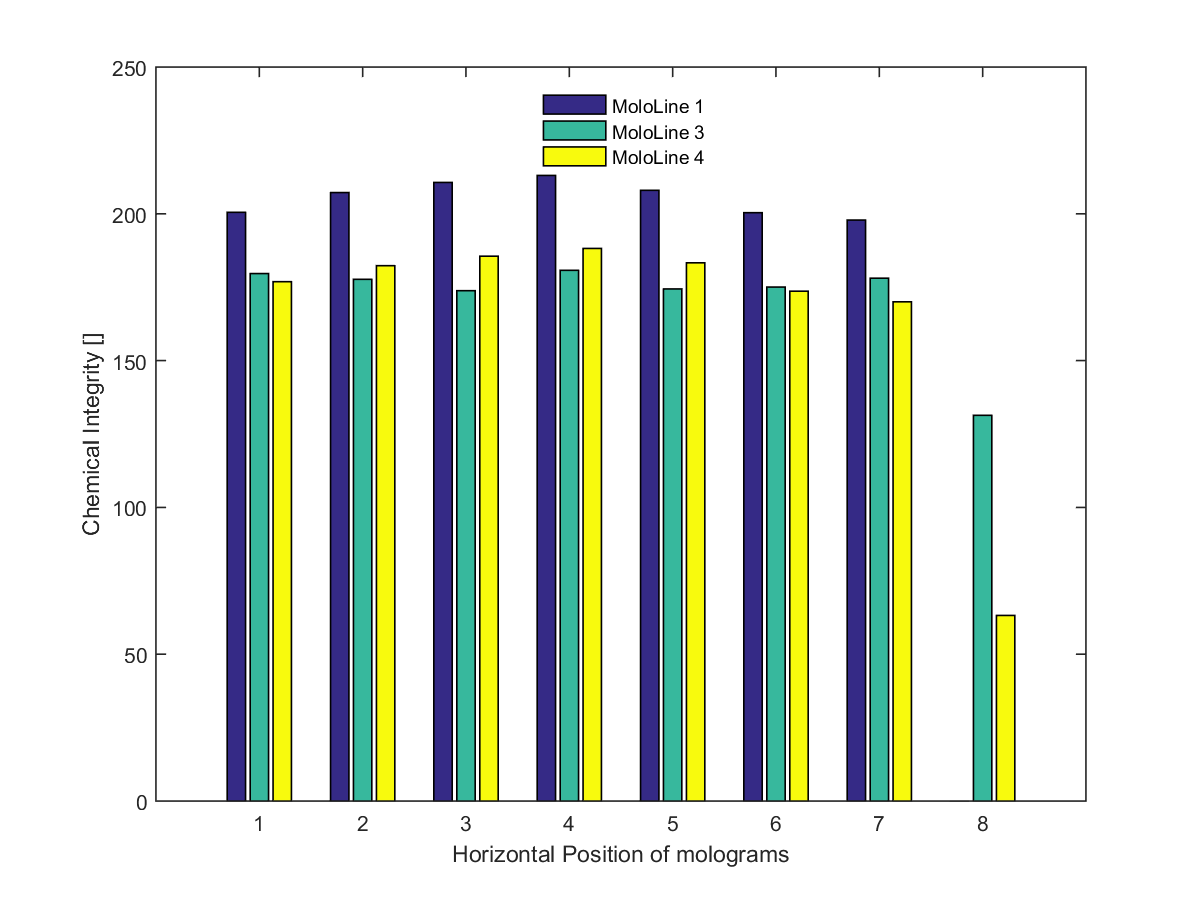 250
MoloLine 1
MoloLine 3
MoloLine 4
200
150
100
50
0
Chemical Integrity []
1 2 3 4 5 6 7 8
Horizontal Position of molograms